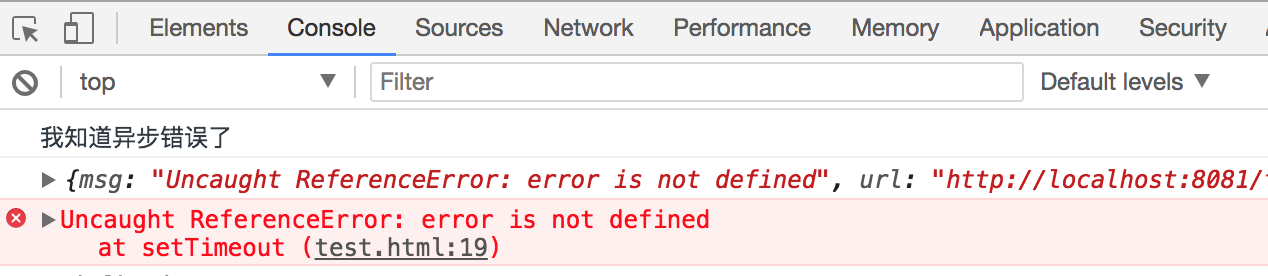 Elements Console Sources Network Performance Memory Application Security
top Filter Default levels
我知道异步错误了
{msg: "Uncaught ReferenceError: error is not defined", url: "http://localhost:8081/
Uncaught ReferenceError: error is not defined
at setTimeout (test.html:19)